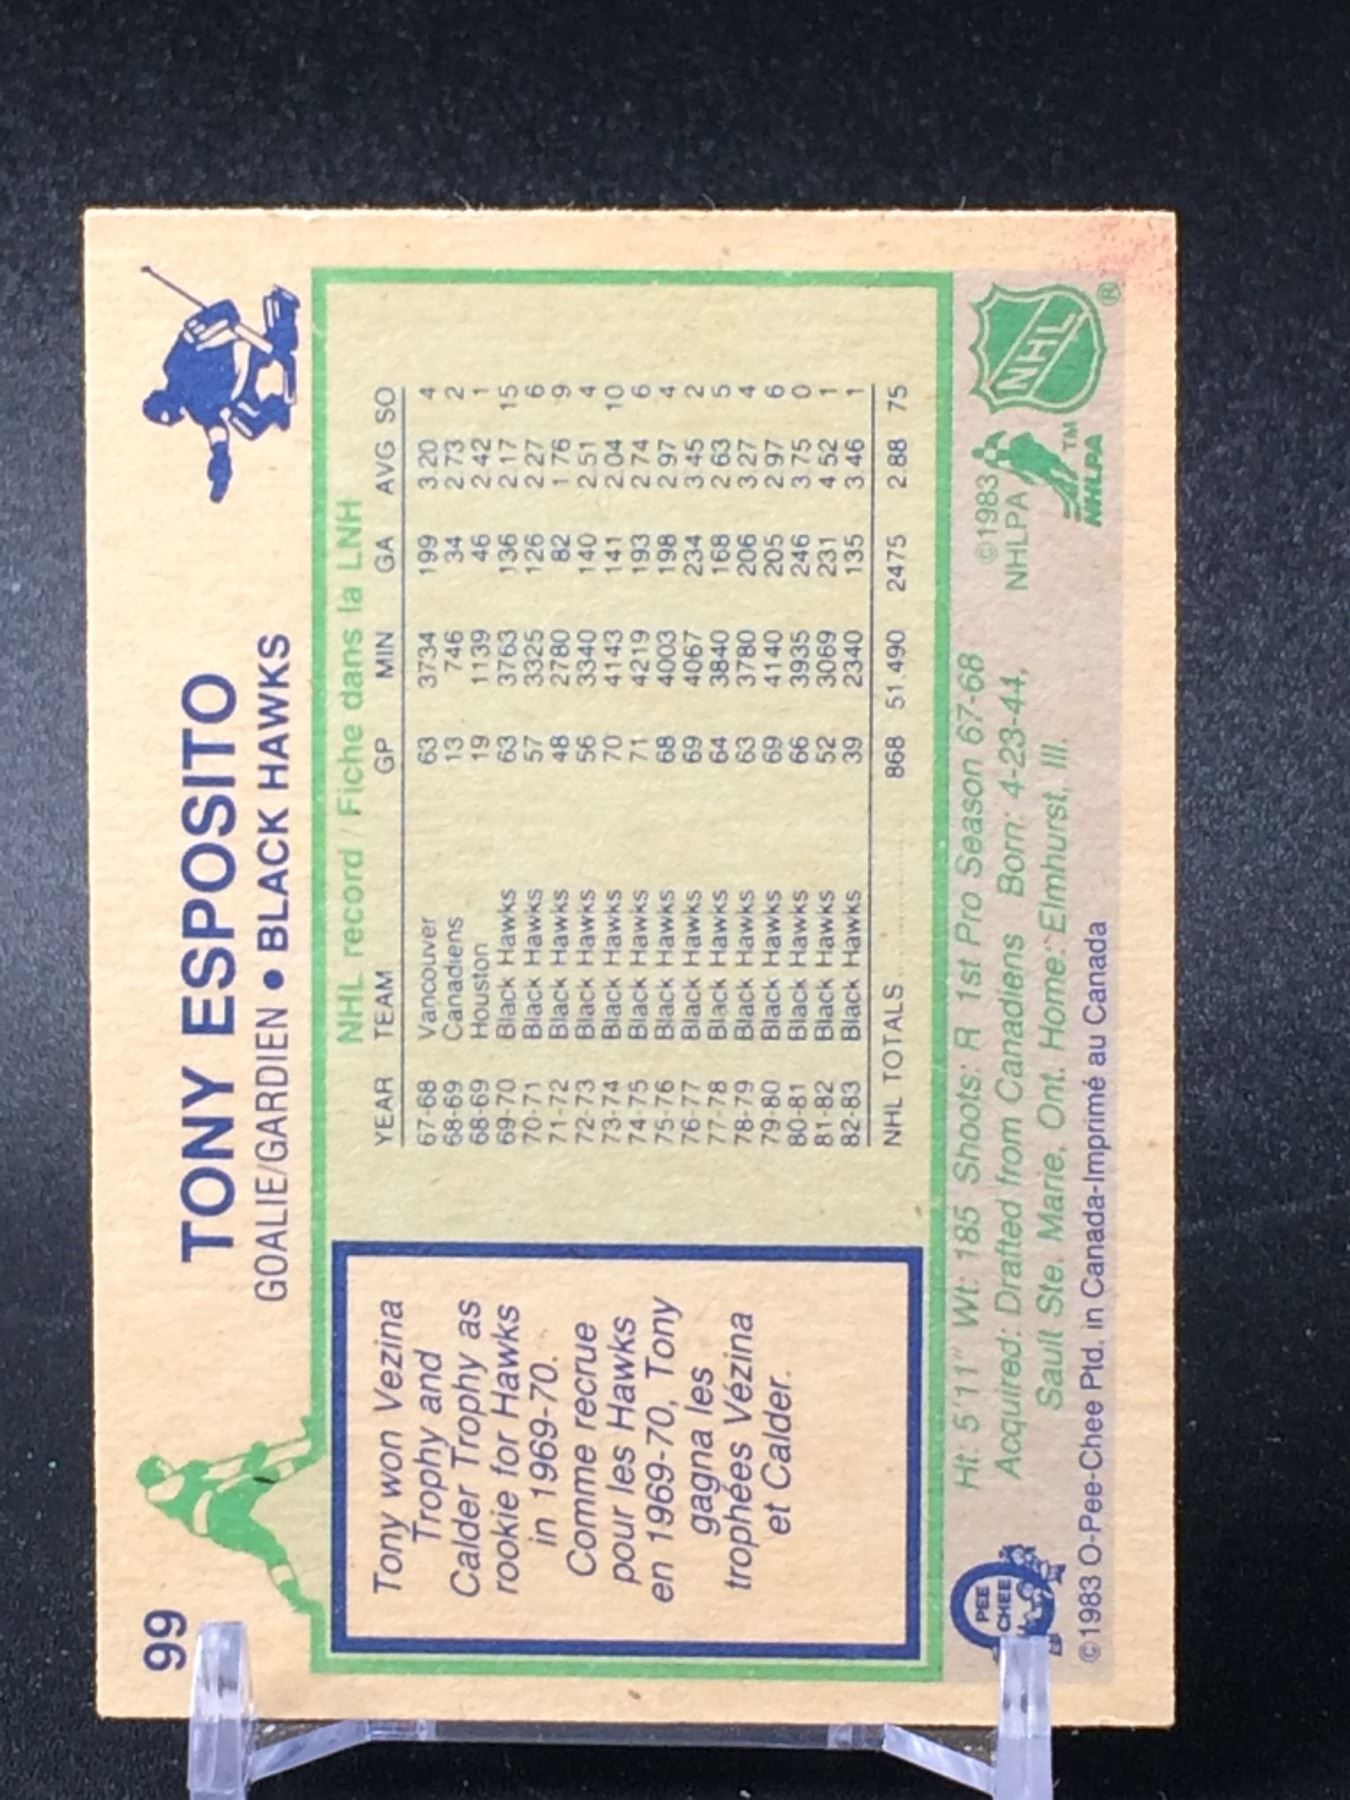 99
TONY ESPOSITO
GOALIE/GARDIEN • BLACK HAWKS
Tony won Vezina
Trophy and
Calder Trophy as
rookie for Hawks
in 1969-70.
Comme recrue
pour les Hawks
en 1969-70, Tony
gagna les
trophées Vézina
et Calder.
NHL record / Fiche dans la LNH
YEAR TEAM GP MIN GA AVG SO
67-68 Vancouver 63 3734 199 3 20 4
68-69 Canadiens 13 746 34 2 73 2
68-69 Houston 19 1139 46 2 42 1
69-70 Black Hawks 63 3763 136 2 17 15
70-71 Black Hawks 57 3325 126 2 27 6
71-72 Black Hawks 48 2780 82 1 76 9
72-73 Black Hawks 56 3340 140 2 51 4
73-74 Black Hawks 70 4143 141 2 04 10
74-75 Black Hawks 71 4219 193 2 74 6
75-76 Black Hawks 68 4003 198 2 97 4
76-77 Black Hawks 69 4067 234 3 45 2
77-78 Black Hawks 64 3840 168 2 63 5
78-79 Black Hawks 63 3780 206 3 27 4
79-80 Black Hawks 69 4140 205 2 97 6
80-81 Black Hawks 66 3935 246 3 75 0
81-82 Black Hawks 52 3069 231 4 52 1
82-83 Black Hawks 39 2340 135 3 46 1
NHL TOTALS 868 51.490 2475 2 88 75
Ht: 5'11" Wt: 185 Shoots: R 1st Pro Season 67-68
Acquired: Drafted from Canadiens Born: 4-23-44,
Sault Ste. Marie, Ont. Home: Elmhurst, Ill.
©1983
NHLPA
TM
NHLPA
NHL
®
PEE
CHEE
©1983 O-Pee-Chee Ptd. in Canada-Imprimé au Canada